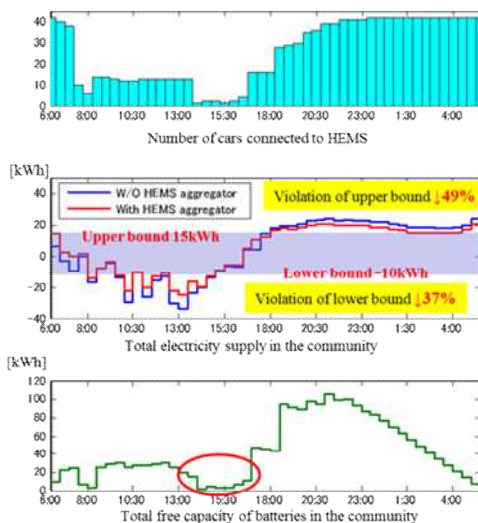 40
30
20
10
0
6:00 8:00 10:30 13:00 15:30 18:00 20:30 23:00 1:30 4:00
Number of cars connected to HEMS
[kWh]
40
20
0
−20
−40
W/O HEMS aggregator
With HEMS aggregator
Violation of upper bound ↓49%
Upper bound 15kWh
Lower bound −10kWh
Violation of lower bound ↓37%
6:00 8:00 10:30 13:00 15:30 18:00 20:30 23:00 1:30 4:00
Total electricity supply in the community
[kWh]
120
100
80
60
40
20
0
6:00 8:00 10:30 13:00 15:30 18:00 20:30 23:00 1:30 4:00
Total free capacity of batteries in the community